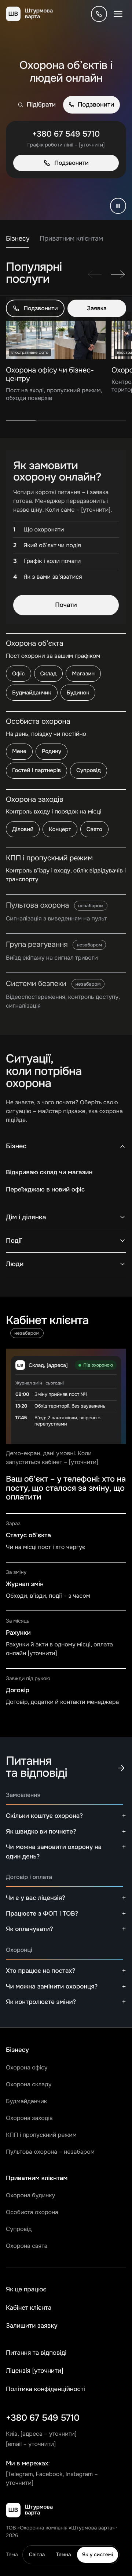 ШВ
Штурмова
варта
Охорона об’єктів і
людей онлайн
Підібрати
Подзвонити
+380 67 549 5710
Графік роботи лінії – [уточнити]
Подзвонити
Бізнесу
Приватним клієнтам
Популярні
послуги
Подзвонити
Заявка
Ілюстративне фото
Охорона офісу чи бізнес-
центру
Пост на вході, пропускний режим,
обходи поверхів
Як замовити
охорону онлайн?
Чотири короткі питання – і заявка
готова. Менеджер передзвонить і
назве ціну. Коли саме – [уточнити].
1 Що охороняти
2 Який об’єкт чи подія
3 Графік і коли почати
4 Як з вами зв’язатися
Почати
Охорона об’єкта
Пост охорони за вашим графіком
Офіс
Склад
Магазин
Будмайданчик
Будинок
Особиста охорона
На день, поїздку чи постійно
Мене
Родину
Гостей і партнерів
Супровід
Охорона заходів
Контроль входу і порядок на місці
Діловий
Концерт
Свято
КПП і пропускний режим
Контроль в’їзду і входу, облік відвідувачів і
транспорту
Пультова охорона незабаром
Сигналізація з виведенням на пульт
Група реагування незабаром
Виїзд екіпажу на сигнал тривоги
Системи безпеки незабаром
Відеоспостереження, контроль доступу,
сигналізація
Ситуації,
коли потрібна
охорона
Не знаєте, з чого почати? Оберіть свою
ситуацію – майстер підкаже, яка охорона
підійде.
Бізнес
Відкриваю склад чи магазин
Переїжджаю в новий офіс
Дім і ділянка
Події
Люди
Кабінет клієнта
незабаром
ШВ
Склад, [адреса]
Під охороною
Журнал змін · сьогодні
08:00 Зміну прийняв пост №1
13:20 Обхід території, без зауважень
17:45 В’їзд: 2 вантажівки, звірено з
перепустками
Демо-екран, дані умовні. Коли
запуститься кабінет – [уточнити]
Ваш об’єкт – у телефоні: хто на
посту, що сталося за зміну, що
оплатити
Зараз
Статус об’єкта
Чи на місці пост і хто чергує
За зміну
Журнал змін
Обходи, в’їзди, події – з часом
За місяць
Рахунки
Рахунки й акти в одному місці, оплата
онлайн [уточнити]
Завжди під рукою
Договір
Договір, додатки й контакти менеджера
Питання
та відповіді
Замовлення
Скільки коштує охорона?
Як швидко ви почнете?
Чи можна замовити охорону на
один день?
Договір і оплата
Чи є у вас ліцензія?
Працюєте з ФОП і ТОВ?
Як оплачувати?
Охоронці
Хто працює на постах?
Чи можна замінити охоронця?
Як контролюєте зміни?
Бізнесу
Охорона офісу
Охорона складу
Будмайданчик
Охорона заходів
КПП і пропускний режим
Пультова охорона – незабаром
Приватним клієнтам
Охорона будинку
Особиста охорона
Супровід
Охорона свята
Як це працює
Кабінет клієнта
Залишити заявку
Питання та відповіді
Ліцензія [уточнити]
Політика конфіденційності
+380 67 549 5710
Київ, [адреса – уточнити]
[email – уточнити]
Ми в мережах:
[Telegram, Facebook, Instagram –
уточнити]
ШВ
Штурмова
варта
ТОВ «Охоронна компанія «Штурмова варта» ·
2026
Тема
Світла
Темна
Як у системі